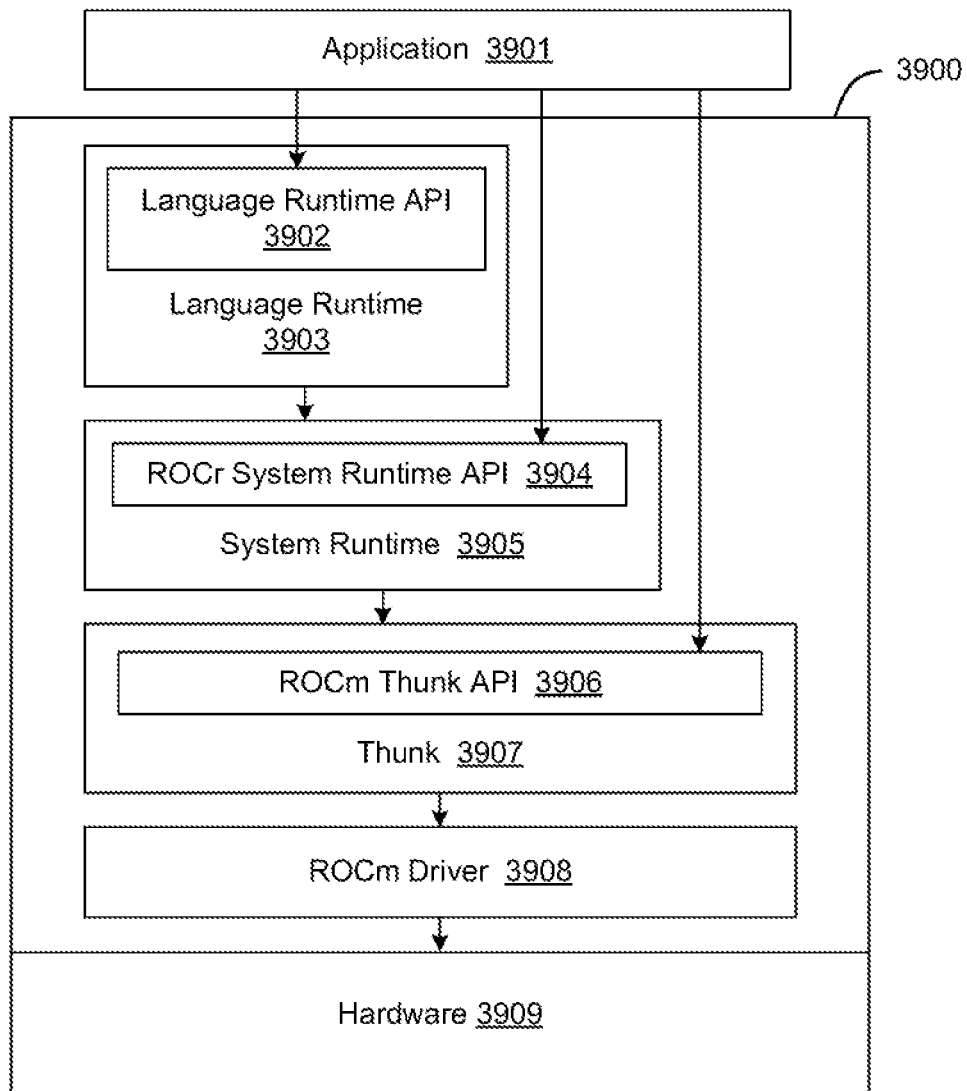 Application 3901
3900
Language Runtime API
3902
Language Runtime
3903
ROCr System Runtime API 3904
System Runtime 3905
ROCm Thunk API 3906
Thunk 3907
ROCm Driver 3908
Hardware 3909